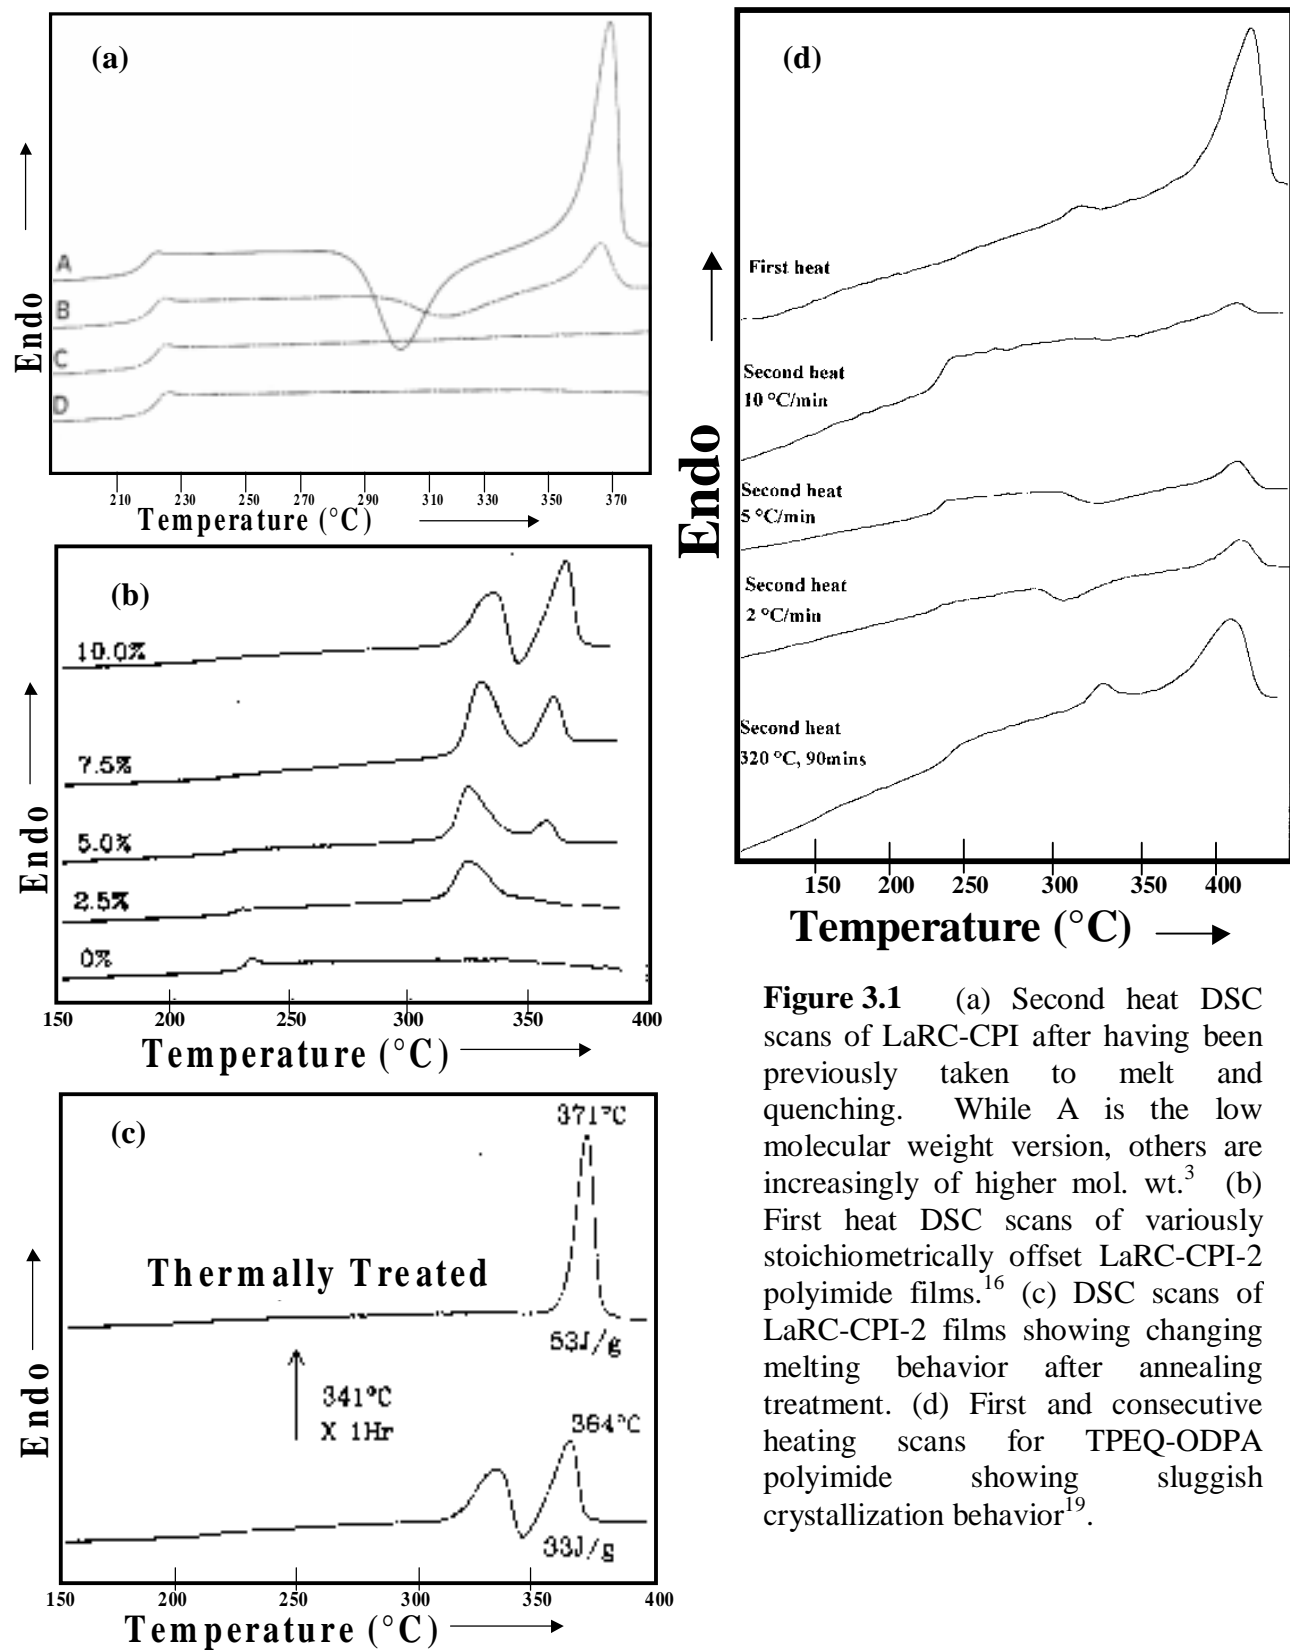 (a)
A
B
C
D
Endo
210 230 250 270 290 310 330 350 370
Temperature (°C)
(b)
10.0%
7.5%
5.0%
2.5%
0%
Endo
150 200 250 300 350 400
Temperature (°C)
(c)
371°C
Thermally Treated
53J/g
341°C
X 1Hr
364°C
33J/g
Endo
150 200 250 300 350 400
Temperature (°C)
(d)
First heat
Second heat
10 °C/min
Second heat
5 °C/min
Second heat
2 °C/min
Second heat
320 °C, 90mins
Endo
150 200 250 300 350 400
Temperature (°C)
Figure 3.1 (a) Second heat DSC
scans of LaRC-CPI after having been
previously taken to melt and
quenching. While A is the low
molecular weight version, others are
increasingly of higher mol. wt.3 (b)
First heat DSC scans of variously
stoichiometrically offset LaRC-CPI-2
polyimide films.16 (c) DSC scans of
LaRC-CPI-2 films showing changing
melting behavior after annealing
treatment. (d) First and consecutive
heating scans for TPEQ-ODPA
polyimide showing sluggish
crystallization behavior19.